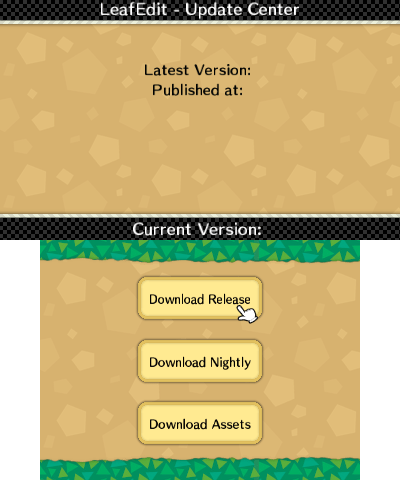 LeafEdit - Update Center
Latest Version:
Published at:
Current Version:
Download Release
Download Nightly
Download Assets